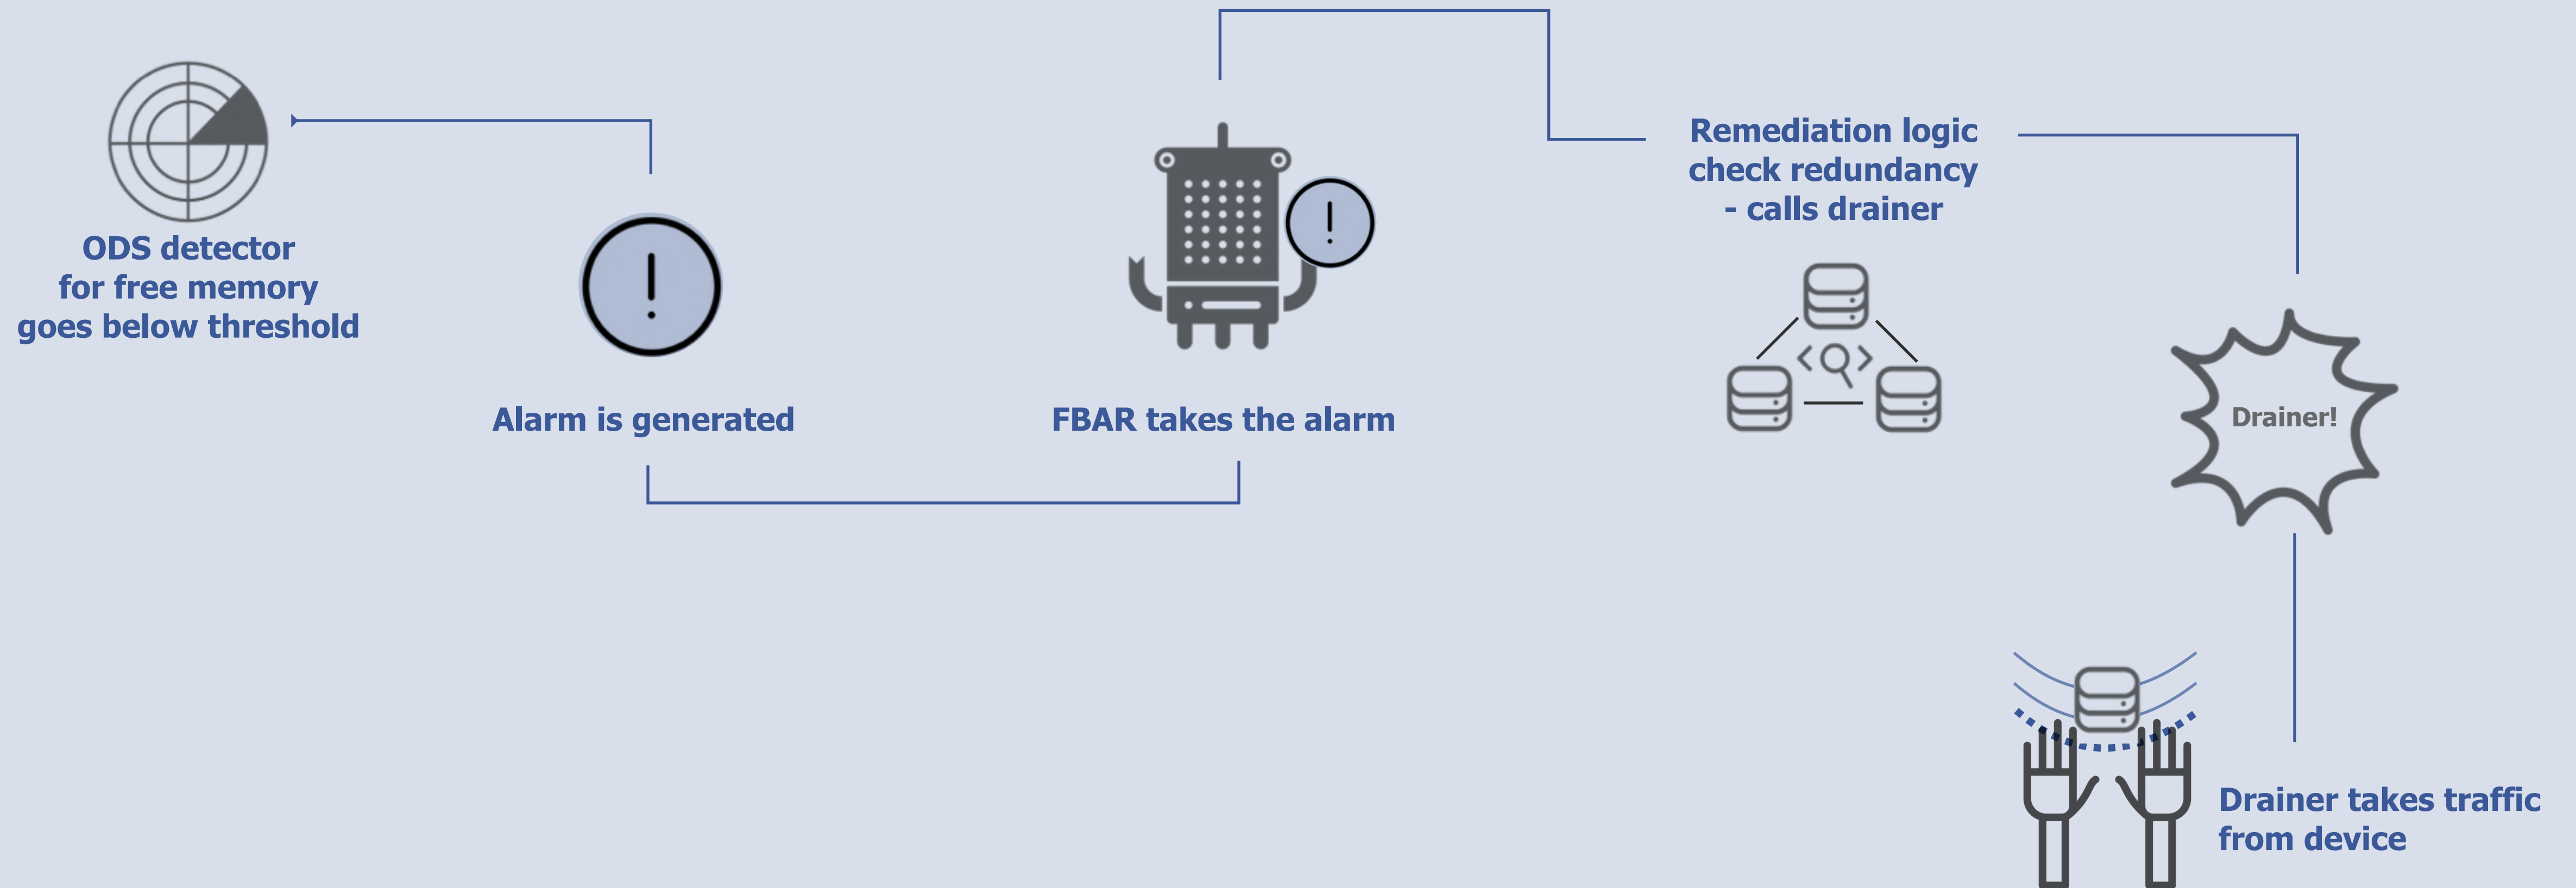 ODS detector
for free memory
goes below threshold
!
Alarm is generated
!
FBAR takes the alarm
Remediation logic
check redundancy
- calls drainer
Drainer!
Drainer takes traffic
from device